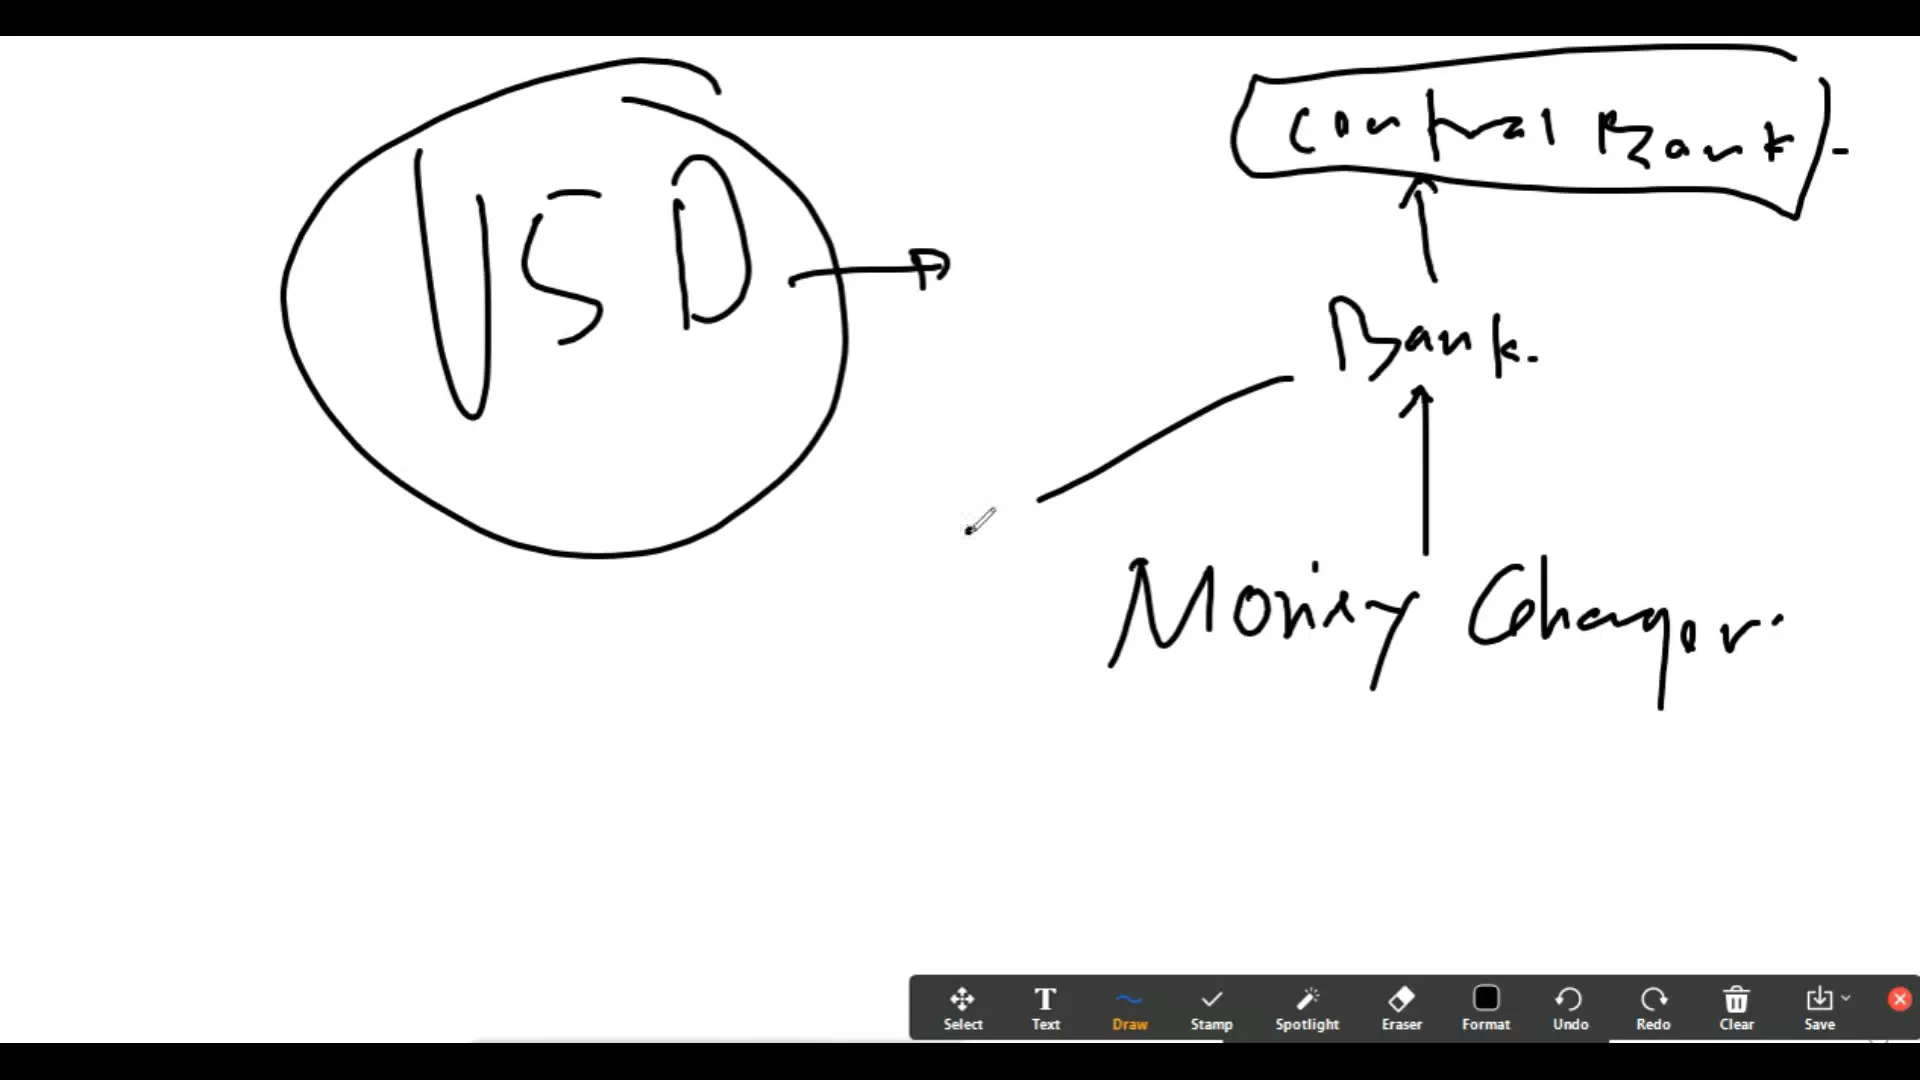 USD
Central Bank.
Bank.
Money Changer.
Select Text Draw Stamp Spotlight Eraser Format Undo Redo Clear Save